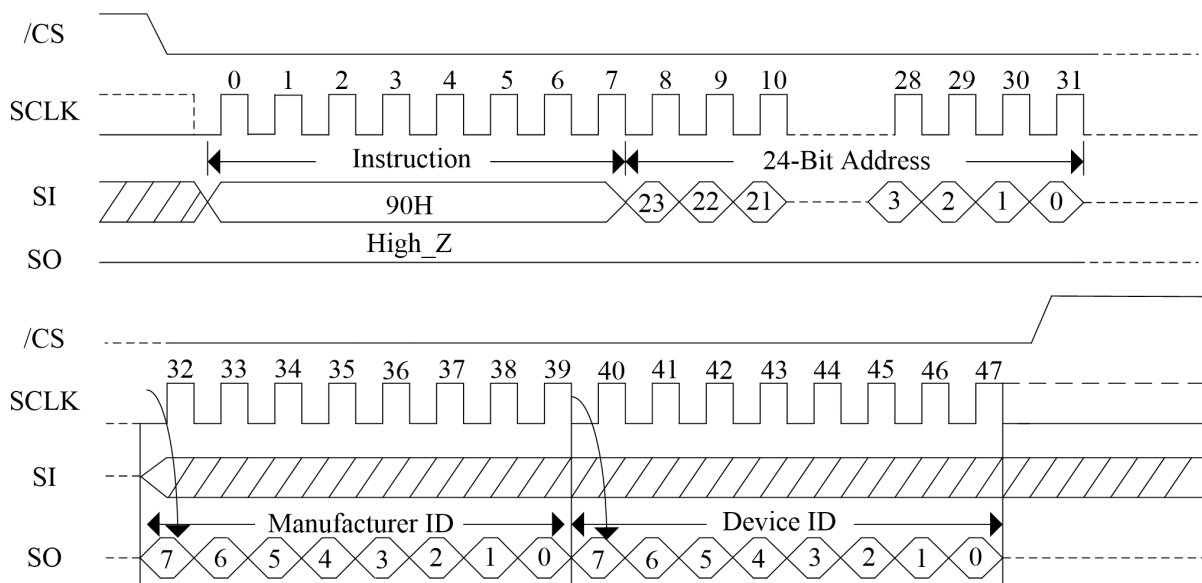 /CS
0 1 2 3 4 5 6 7 8 9 10 28 29 30 31
SCLK
Instruction 24-Bit Address
SI 90H 23 22 21 3 2 1 0
High_Z
SO
/CS
32 33 34 35 36 37 38 39 40 41 42 43 44 45 46 47
SCLK
SI
Manufacturer ID Device ID
SO 7 6 5 4 3 2 1 0 7 6 5 4 3 2 1 0